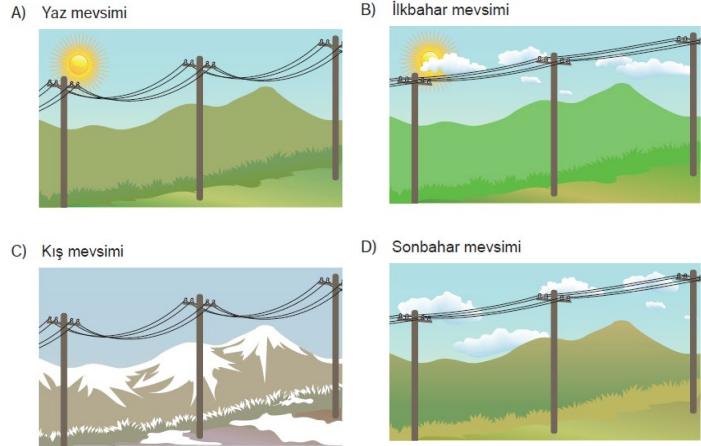 A) Yaz mevsimi
B) İlkbahar mevsimi
C) Kış mevsimi
D) Sonbahar mevsimi